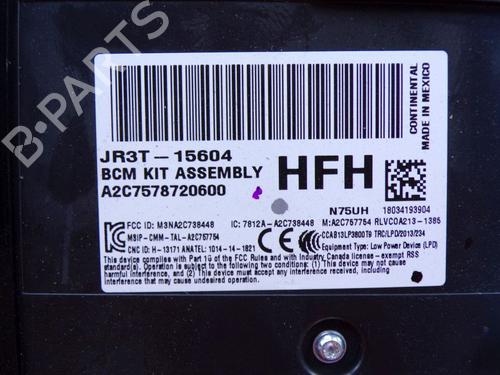 B-PARTS
CONTINENTAL
MADE IN MEXICO
JR3T-15604
BCM KIT ASSEMBLY
A2C7578720600
HFH
N75UH 18034193904
FCC ID: M3NA2C738448 IC: 7812A-A2C738448 M:A2C757754 RLVCOA213-1385
MSIP-CMM-TAL-A2C757754 CCAB13LP3800T9 TRC/LPD/2013/234
CNC ID: H-13171 ANATEL: 1014-14-1821 Equipment Type: Low Power Device (LPD)
This device complies with Part 15 of the FCC Rules and with Industry Canada license - exempt RSS
standard(s). Operation is subject to the following two conditions: (1) This device may not cause
harmful interference, and (2) This device must accept any interference received, including
interference that may cause undesired operation.